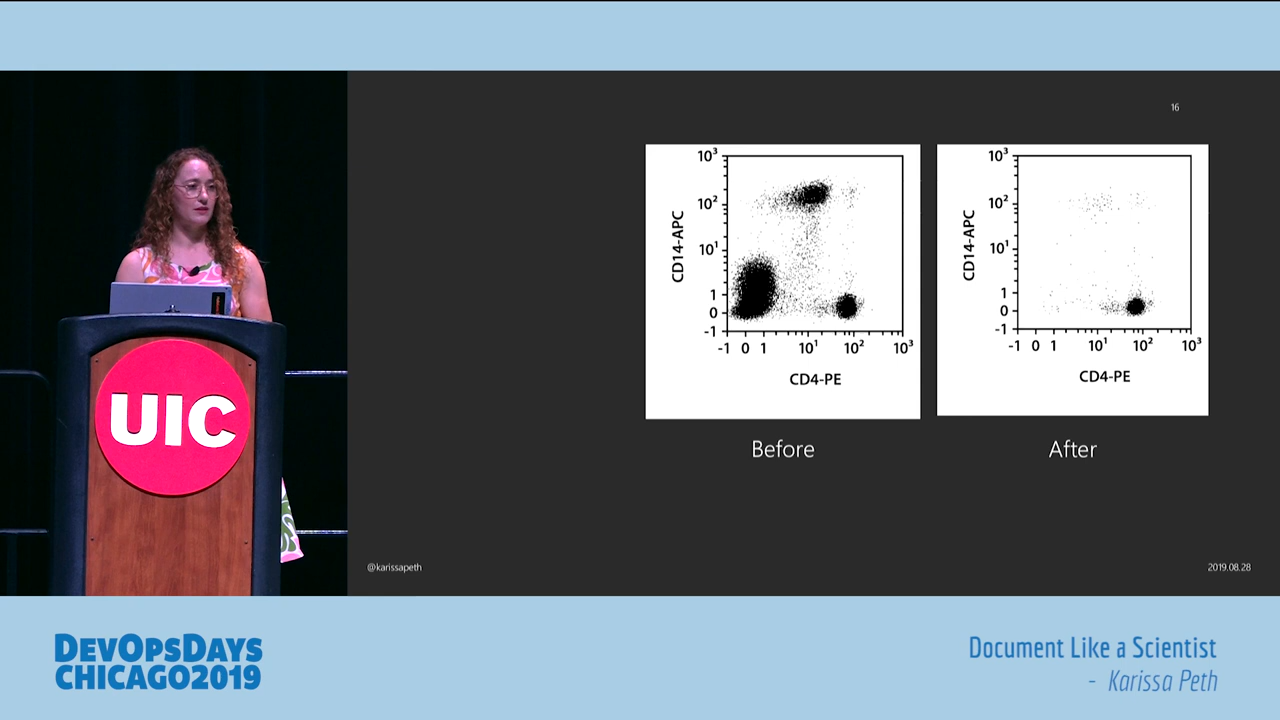 16
10³
10²
10¹
1
0
-1
-1 0 1 10¹ 10² 10³
CD14-APC
CD4-PE
10³
10²
10¹
1
0
-1
-1 0 1 10¹ 10² 10³
CD14-APC
CD4-PE
Before
After
UIC
@karissapeth
2019.08.28
DEVOPSDAYS
CHICAGO2019
Document Like a Scientist
- Karissa Peth